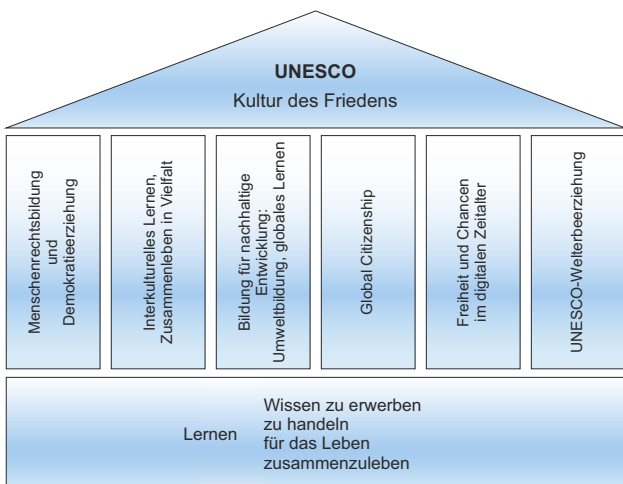 UNESCO
Kultur des Friedens
Menschenrechtsbildung
und
Demokratieerziehung
Interkulturelles Lernen,
Zusammenleben in Vielfalt
Bildung für nachhaltige
Entwicklung:
Umweltbildung, globales Lernen
Global Citizenship
Freiheit und Chancen
im digitalen Zeitalter
UNESCO-Welterbeerziehung
Lernen
Wissen zu erwerben
zu handeln
für das Leben
zusammenzuleben